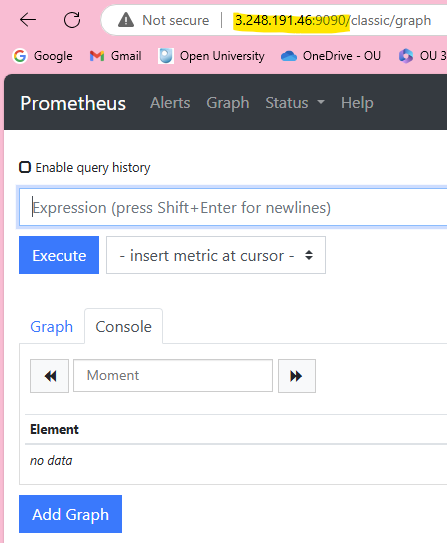 Not secure 3.248.191.46:9090/classic/graph
Google Gmail Open University OneDrive - OU OU 3
Prometheus Alerts Graph Status Help
Enable query history
Expression (press Shift+Enter for newlines)
Execute - insert metric at cursor -
Graph Console
Moment
Element
no data
Add Graph